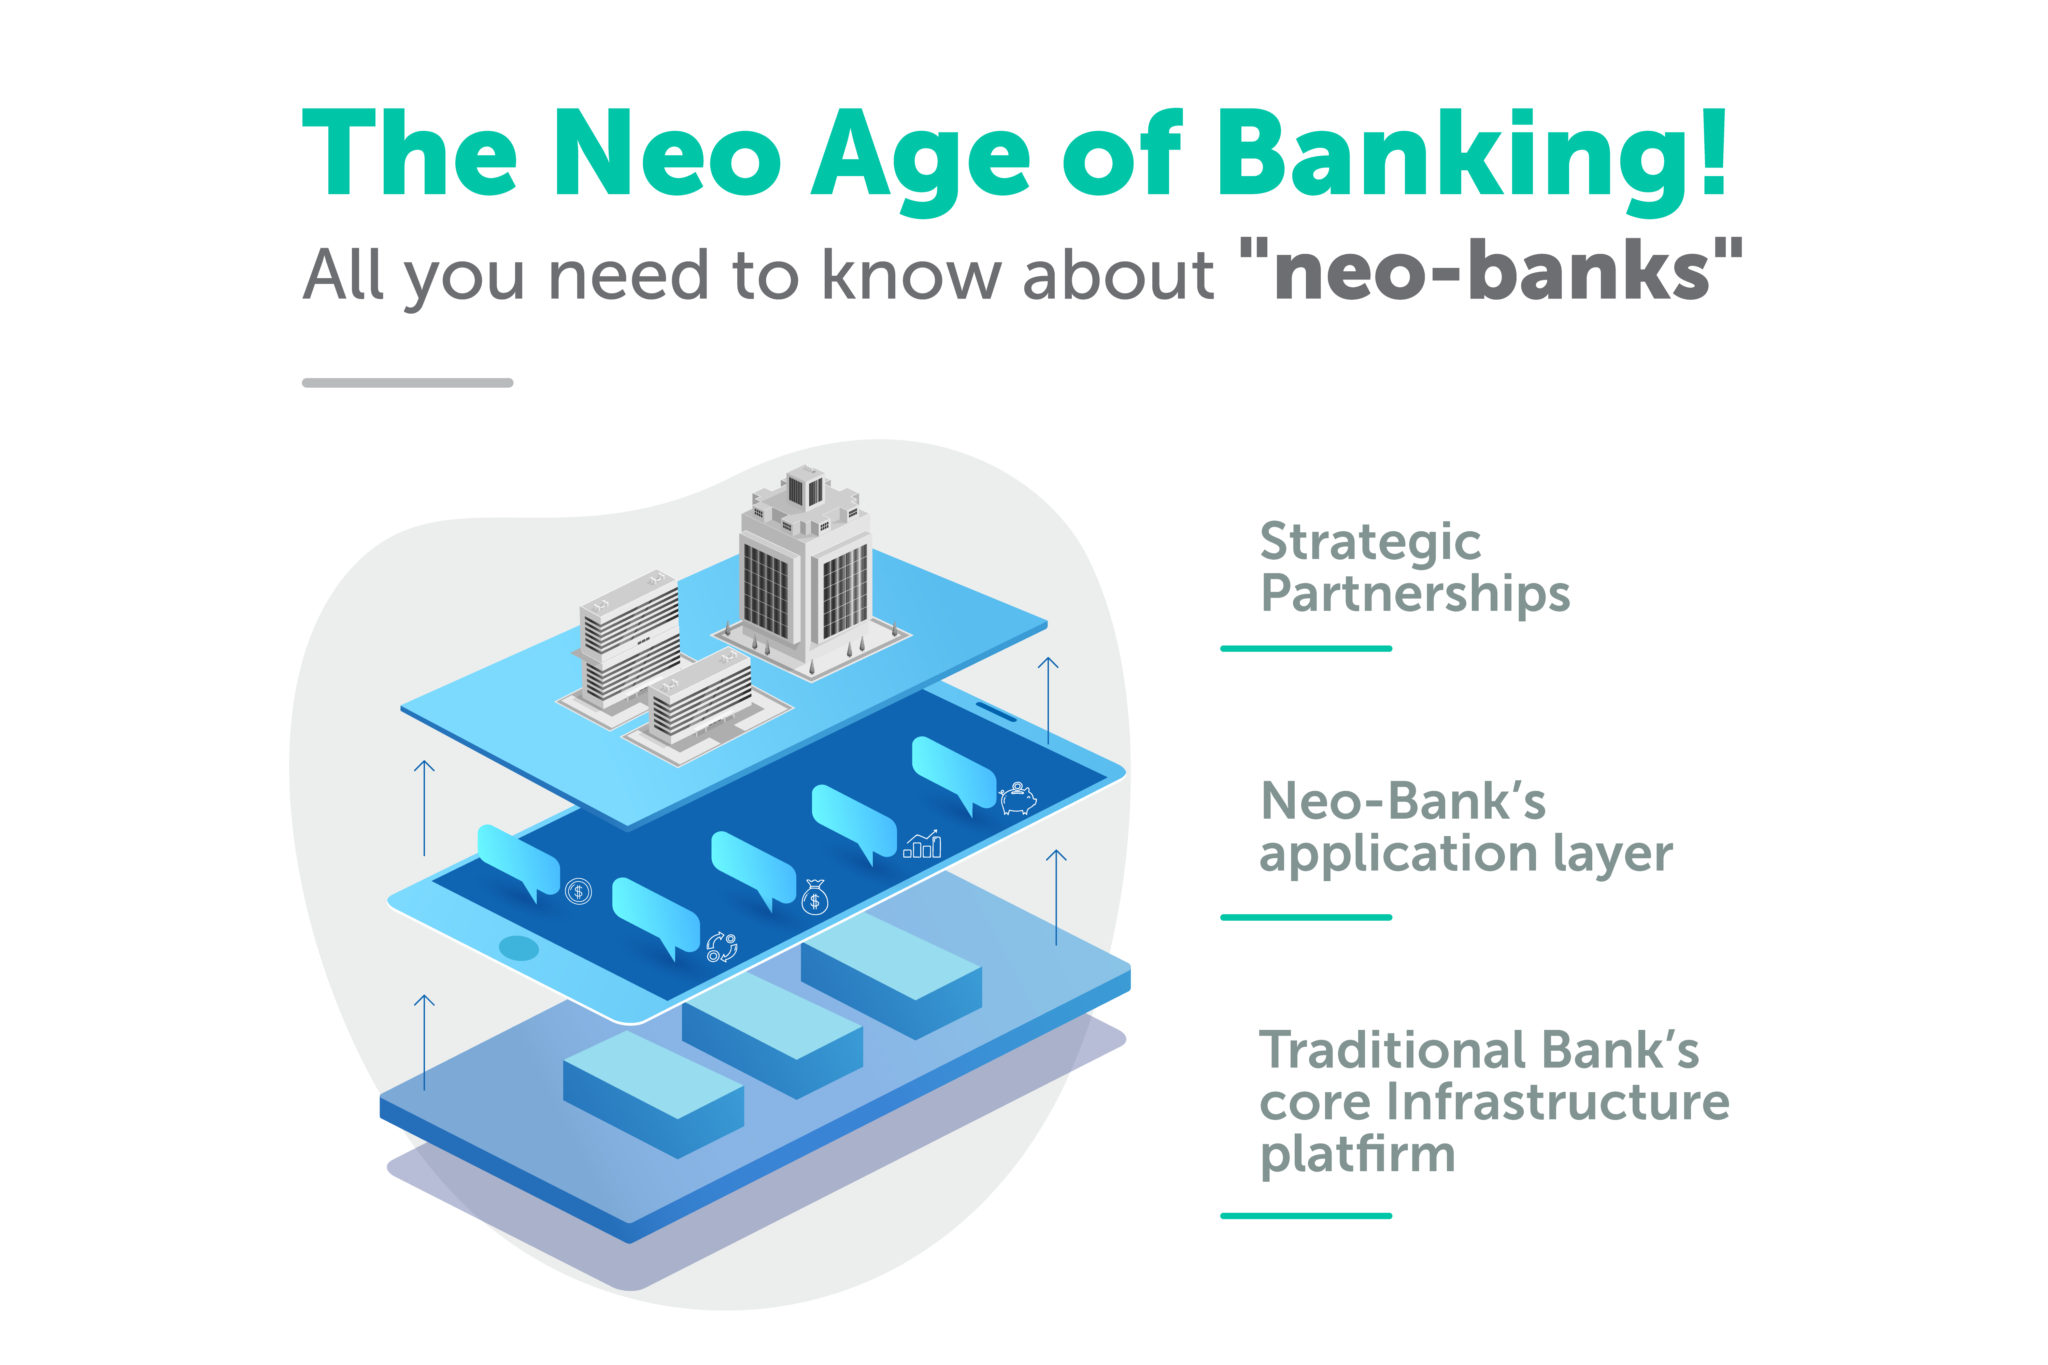 The Neo Age of Banking!
All you need to know about "neo-banks"
Strategic
Partnerships
Neo-Bank’s
application layer
Traditional Bank’s
core Infrastructure
platfirm